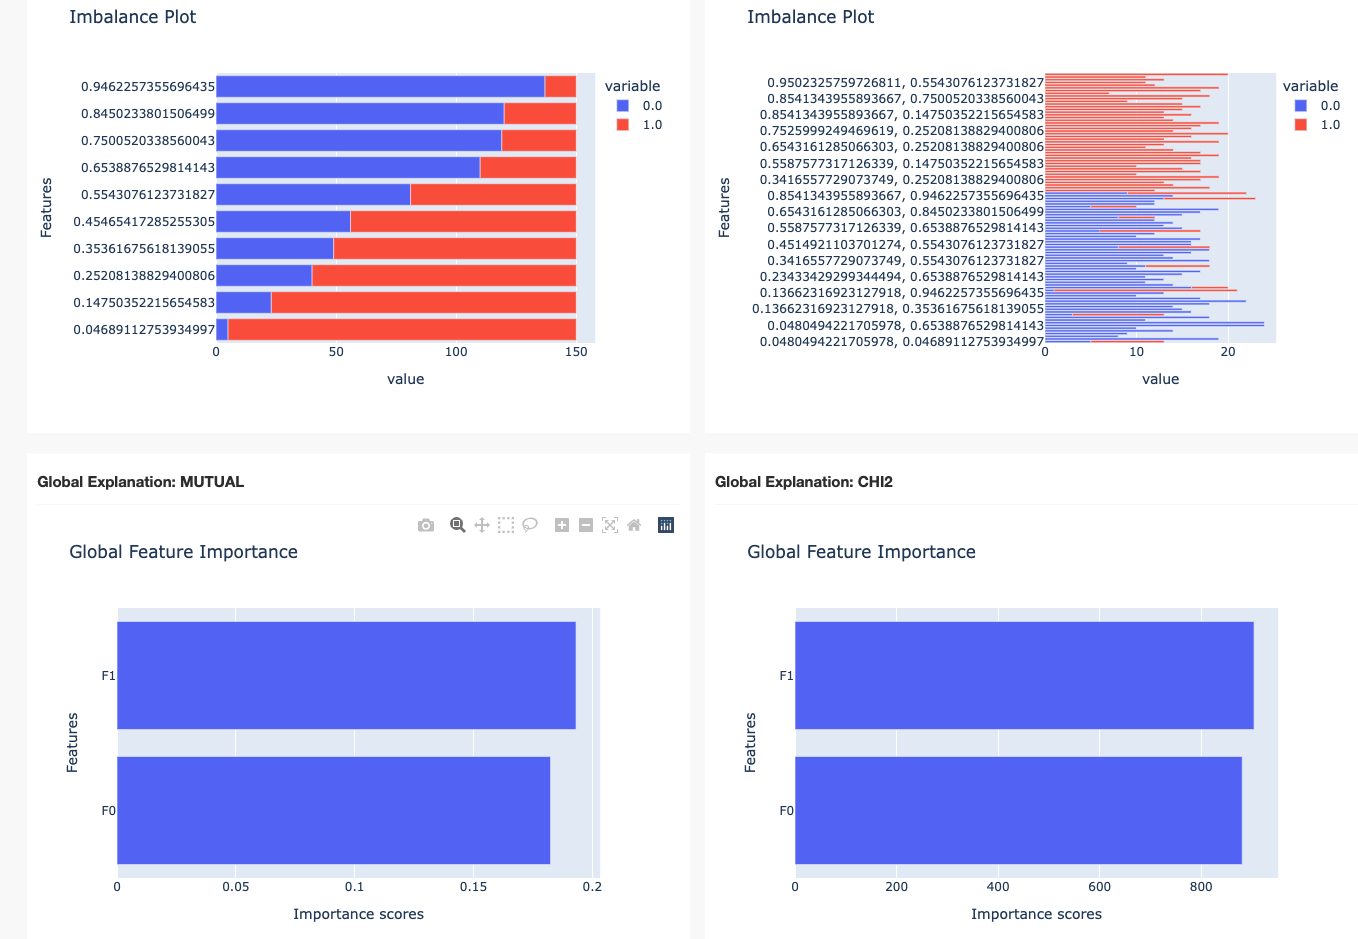 Imbalance Plot
Features
0.9462257355696435
0.8450233801506499
0.7500520338560043
0.6538876529814143
0.5543076123731827
0.45465417285255305
0.35361675618139055
0.25208138829400806
0.14750352215654583
0.04689112753934997
0
50
100
150
value
variable
0.0
1.0
Imbalance Plot
Features
0.9502325759726811, 0.5543076123731827
0.8541343955893667, 0.7500520338560043
0.8541343955893667, 0.14750352215654583
0.7525999249469619, 0.25208138829400806
0.6543161285066303, 0.25208138829400806
0.5587577317126339, 0.14750352215654583
0.3416557729073749, 0.25208138829400806
0.8541343955893667, 0.9462257355696435
0.6543161285066303, 0.8450233801506499
0.5587577317126339, 0.6538876529814143
0.4514921103701274, 0.5543076123731827
0.3416557729073749, 0.5543076123731827
0.23433429299344494, 0.6538876529814143
0.13662316923127918, 0.9462257355696435
0.13662316923127918, 0.35361675618139055
0.0480494221705978, 0.6538876529814143
0.0480494221705978, 0.04689112753934997
0
10
20
value
variable
0.0
1.0
Global Explanation: MUTUAL
Global Feature Importance
Features
F1
F0
0
0.05
0.1
0.15
0.2
Importance scores
Global Explanation: CHI2
Global Feature Importance
Features
F1
F0
0
200
400
600
800
Importance scores